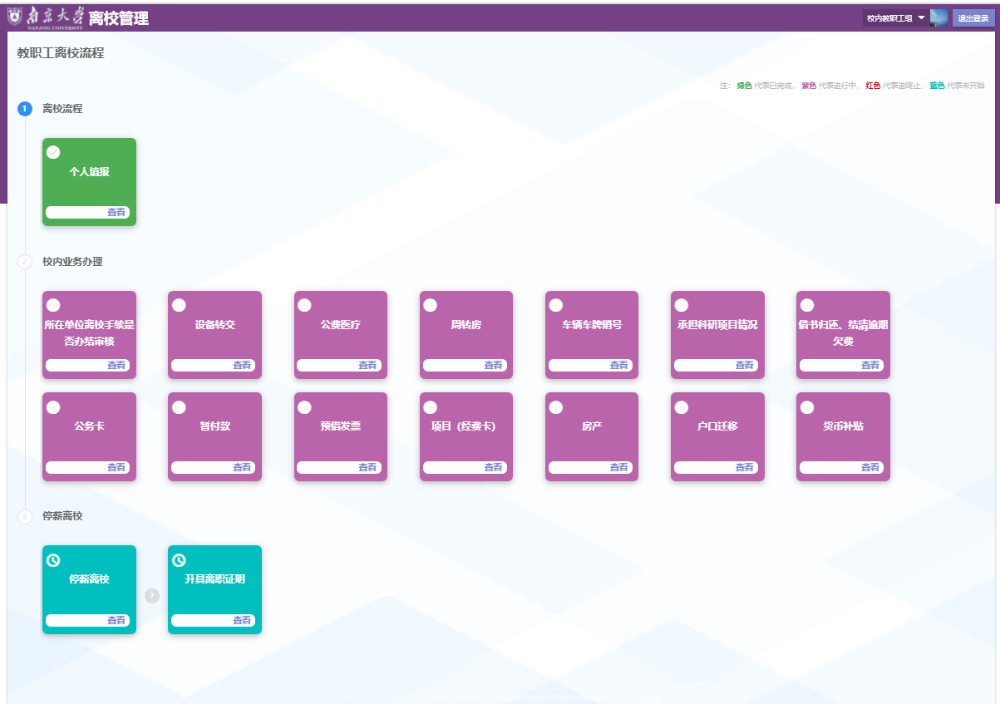 南京大学 离校管理
NANJING UNIVERSITY
校内教职工组
退出登录
教职工离校流程
注： 绿色 代表已完成， 紫色 代表进行中， 红色 代表进终止， 蓝色 代表未开始
1 离校流程
个人填报
查看
2 校内业务办理
所在单位离校手续是
否办结审核
查看
设备转交
查看
公费医疗
查看
周转房
查看
车辆车牌销号
查看
承担科研项目情况
查看
借书归还、结清逾期
欠费
查看
公务卡
查看
暂付款
查看
预借发票
查看
项目（经费卡）
查看
房产
查看
户口迁移
查看
货币补贴
查看
3 停薪离校
停薪离校
查看
开具离职证明
查看